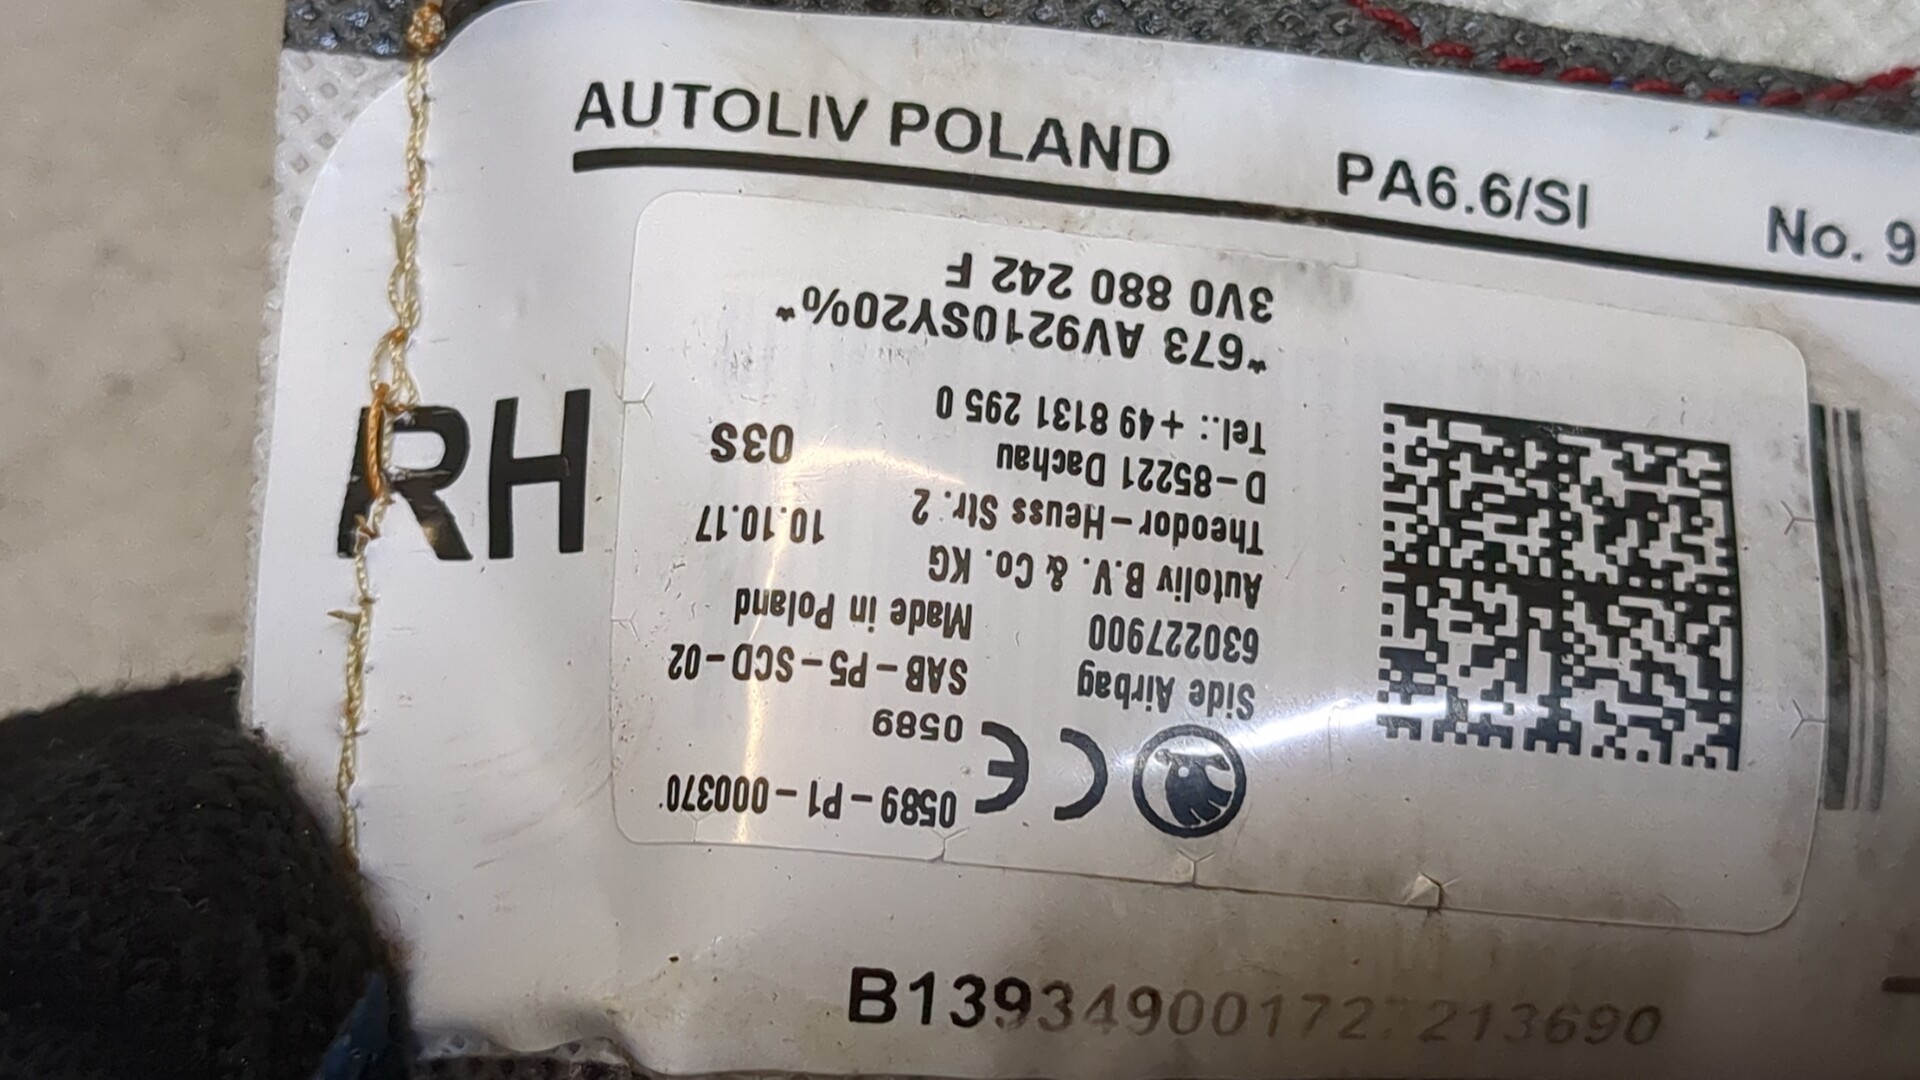 AUTOLIV POLAND PA6.6/SI No. 9
RH
3V0 880 242 F
*673 AV9210SY20%*
Tel.: + 49 8131 295 0
D-85221 Dachau 03S
Theodor-Heuss Str. 2
Autoliv B.V. & Co. KG 10.10.17
630227900 Made in Poland
Side Airbag SAB-P5-SCD-02
CE 0589
0589-P1-000370